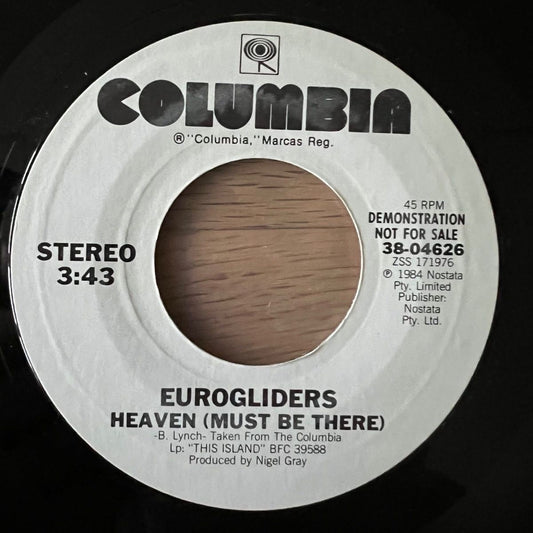 COLUMBIA
® "Columbia," Marcas Reg.
STEREO
3:43
45 RPM
DEMONSTRATION
NOT FOR SALE
38-04626
ZSS 171976
℗ 1984 Nostata
Pty. Limited
Publisher:
Nostata
Pty. Ltd.
EUROGLIDERS
HEAVEN (MUST BE THERE)
-B. Lynch- Taken From The Columbia
Lp: "THIS ISLAND" BFC 39588
Produced by Nigel Gray